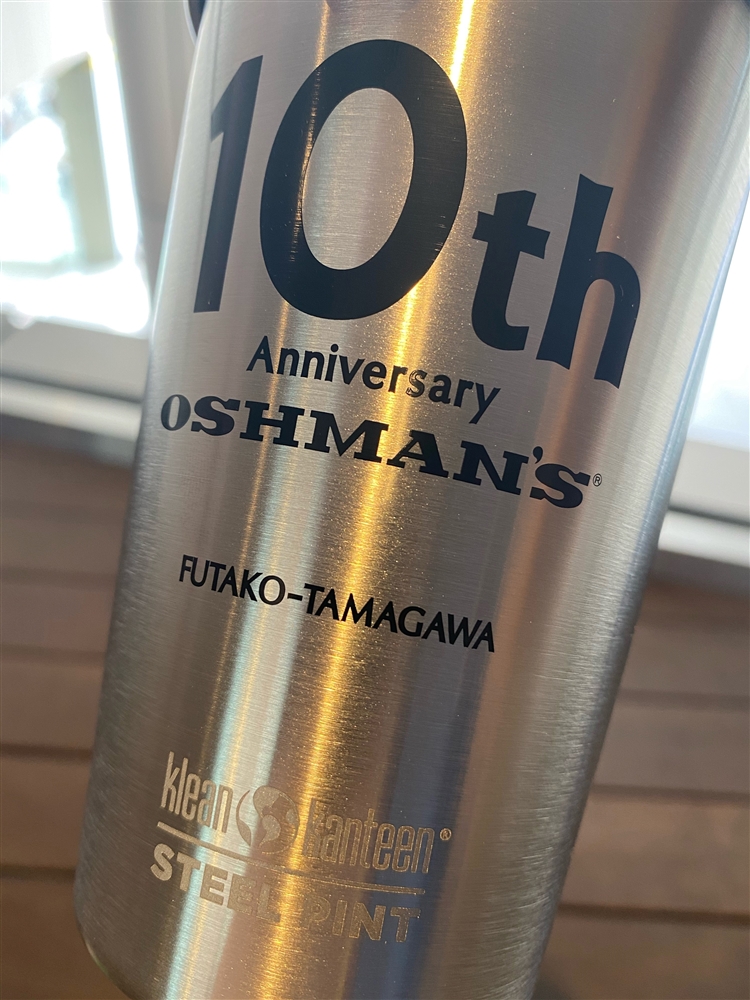 10th
Anniversary
OSHMAN'S®
FUTAKO-TAMAGAWA
klean kanteen®
STEEL PINT